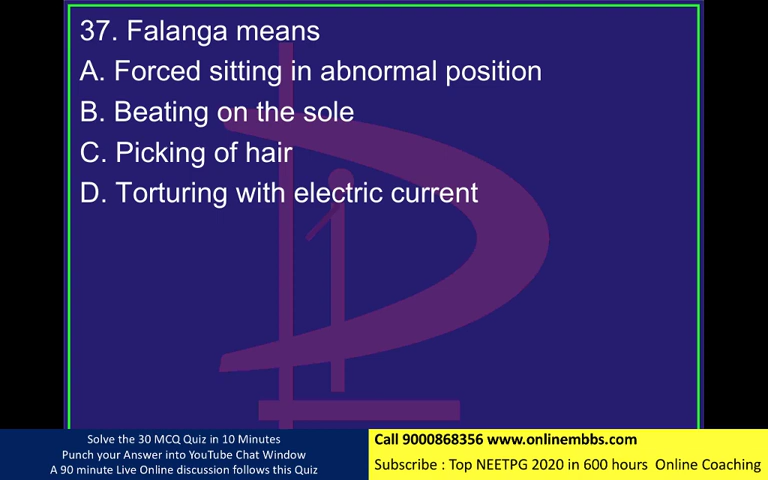 37. Falanga means
A. Forced sitting in abnormal position
B. Beating on the sole
C. Picking of hair
D. Torturing with electric current
Solve the 30 MCQ Quiz in 10 Minutes
Punch your Answer into YouTube Chat Window
A 90 minute Live Online discussion follows this Quiz
Call 9000868356 www.onlinembbs.com
Subscribe : Top NEETPG 2020 in 600 hours Online Coaching